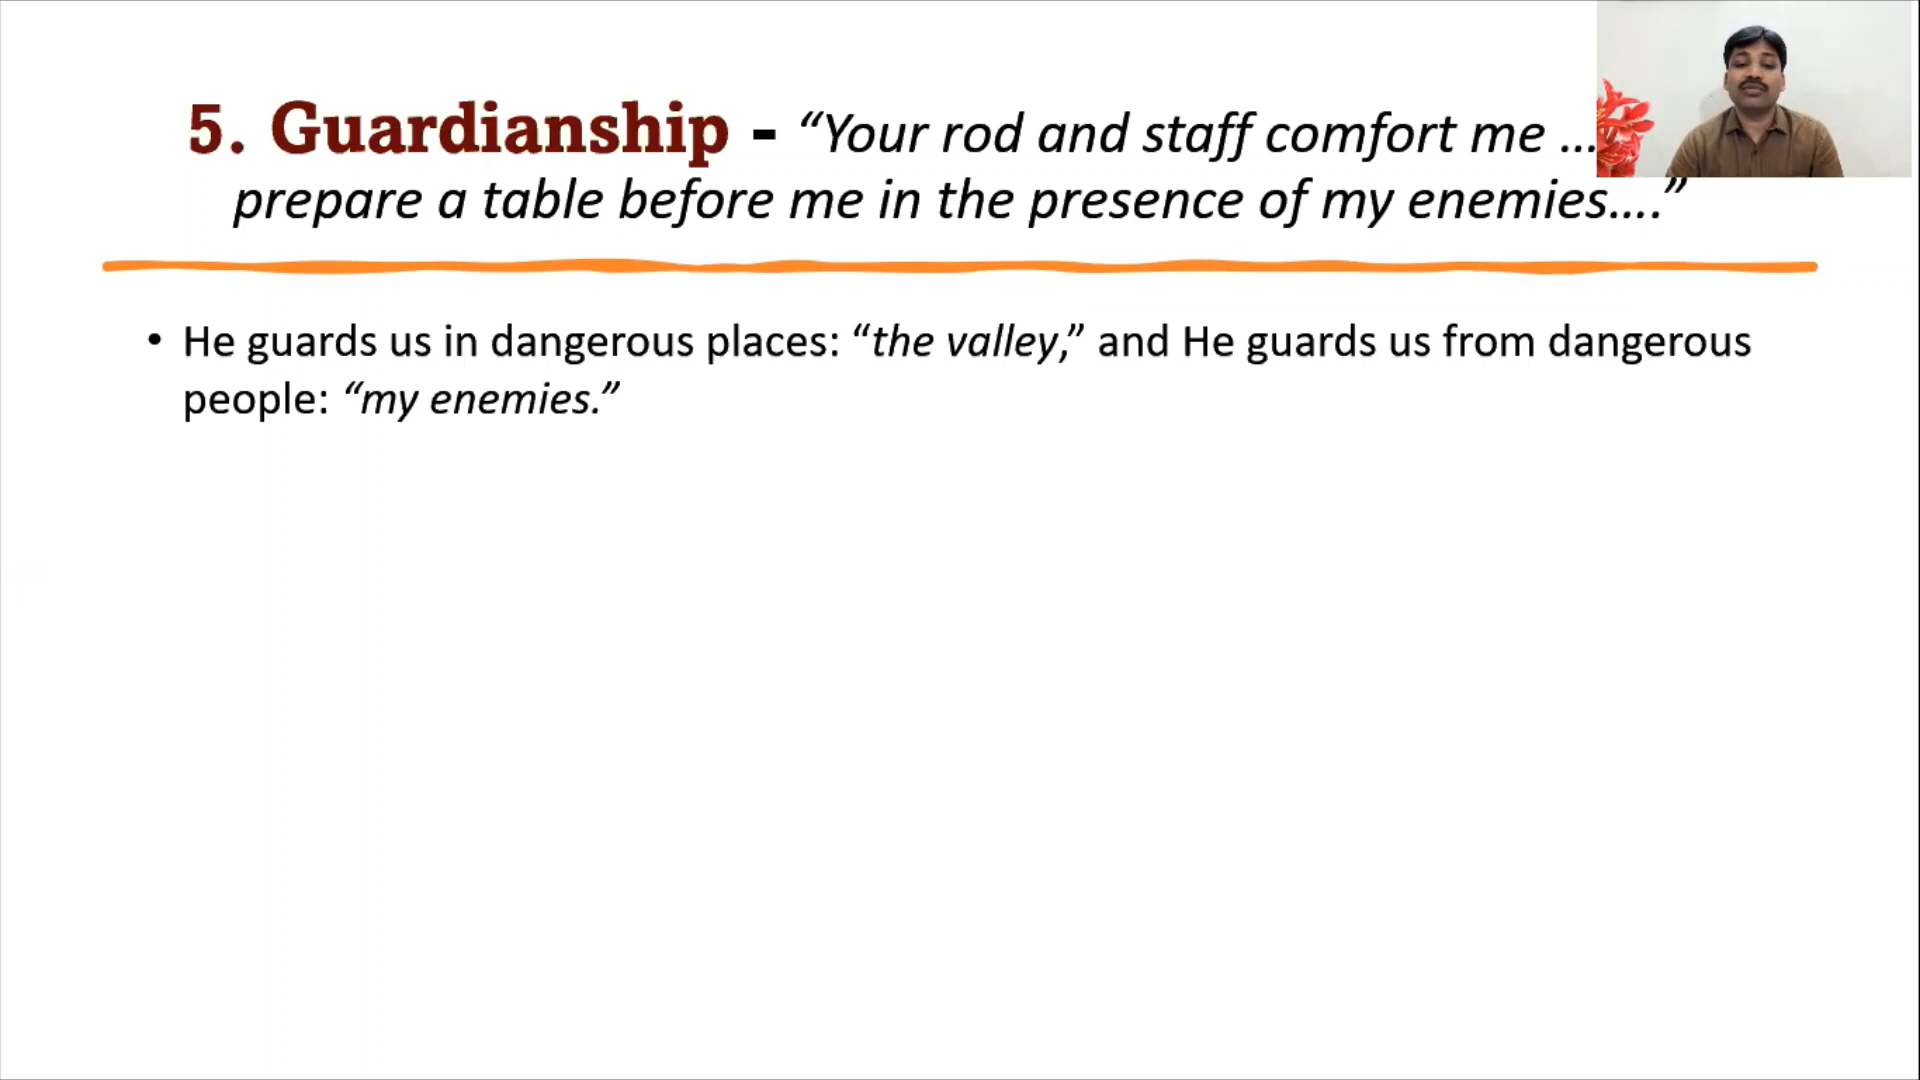 5. Guardianship - “Your rod and staff comfort me ...
prepare a table before me in the presence of my enemies....”
• He guards us in dangerous places: “the valley,” and He guards us from dangerous
people: “my enemies.”